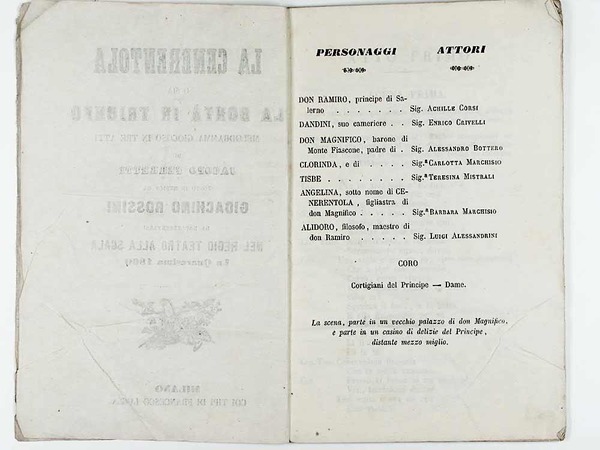 PERSONAGGI ATTORI
DON RAMIRO, principe di Sa-
lerno . . . . . . . Sig. ACHILLE CORSI
DANDINI, suo cameriere . . Sig. ENRICO CRIVELLI
DON MAGNIFICO, barone di
Monte Fiascone, padre di . Sig. ALESSANDRO BOTTERO
CLORINDA, e di . . . . Sig.ª CARLOTTA MARCHISIO
TISBE . . . . . . . . Sig.ª TERESINA MISTRALI
ANGELINA, sotto nome di CE-
NERENTOLA , figliastra di
don Magnifico . . . . . Sig.ª BARBARA MARCHISIO
ALIDORO, filosofo, maestro di
don Ramiro . . . . . Sig. LUIGI ALESSANDRINI
CORO
Cortigiani del Principe — Dame.
La scena, parte in un vecchio palazzo di don Magnifico,
e parte in un casino di delizie del Principe,
distante mezzo miglio.